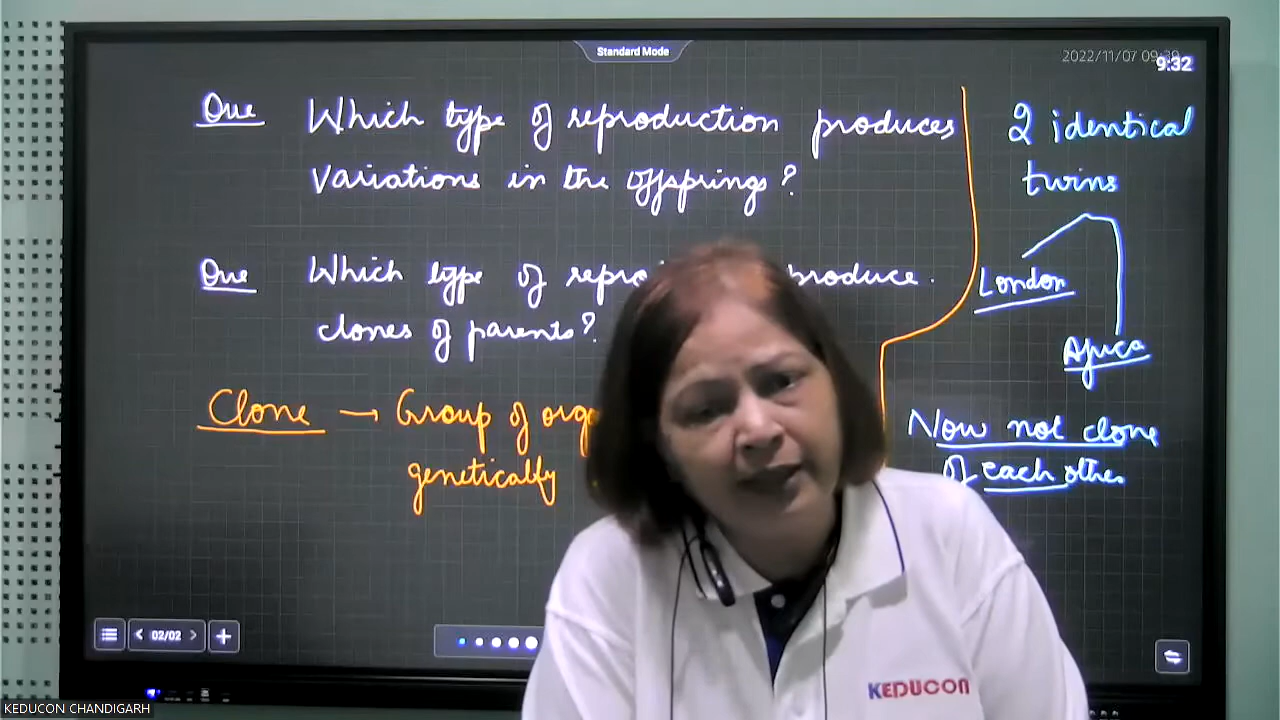 Standard Mode
2022/11/07
9:32
Que Which type of reproduction produces
variations in the offsprings?
Que Which type of produce.
clones of parents?
Clone → Group of
genetically
2 identical
twins
London
Africa
Now not clone
of each other
02/02
KEDUCON
KEDUCON CHANDIGARH